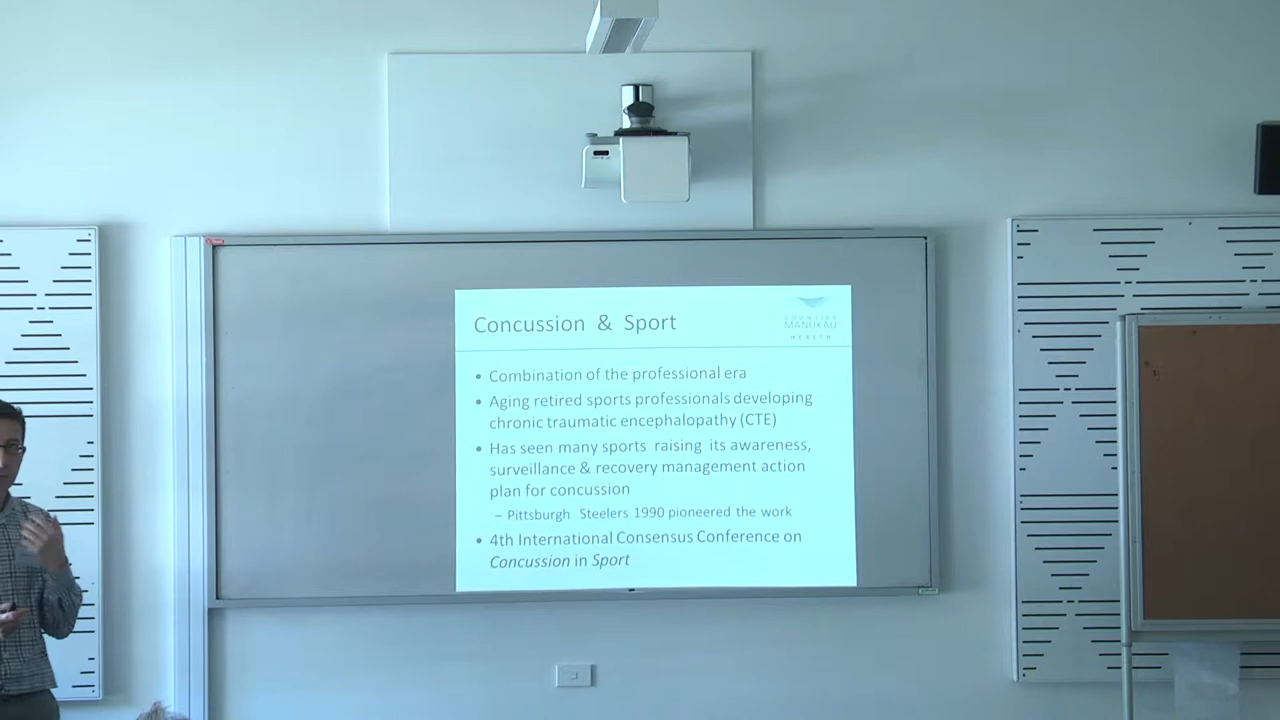 Concussion & Sport
COUNTIES
MANUKAU
HEALTH
• Combination of the professional era
• Aging retired sports professionals developing
chronic traumatic encephalopathy (CTE)
• Has seen many sports raising its awareness,
surveillance & recovery management action
plan for concussion
– Pittsburgh Steelers 1990 pioneered the work
• 4th International Consensus Conference on
Concussion in Sport